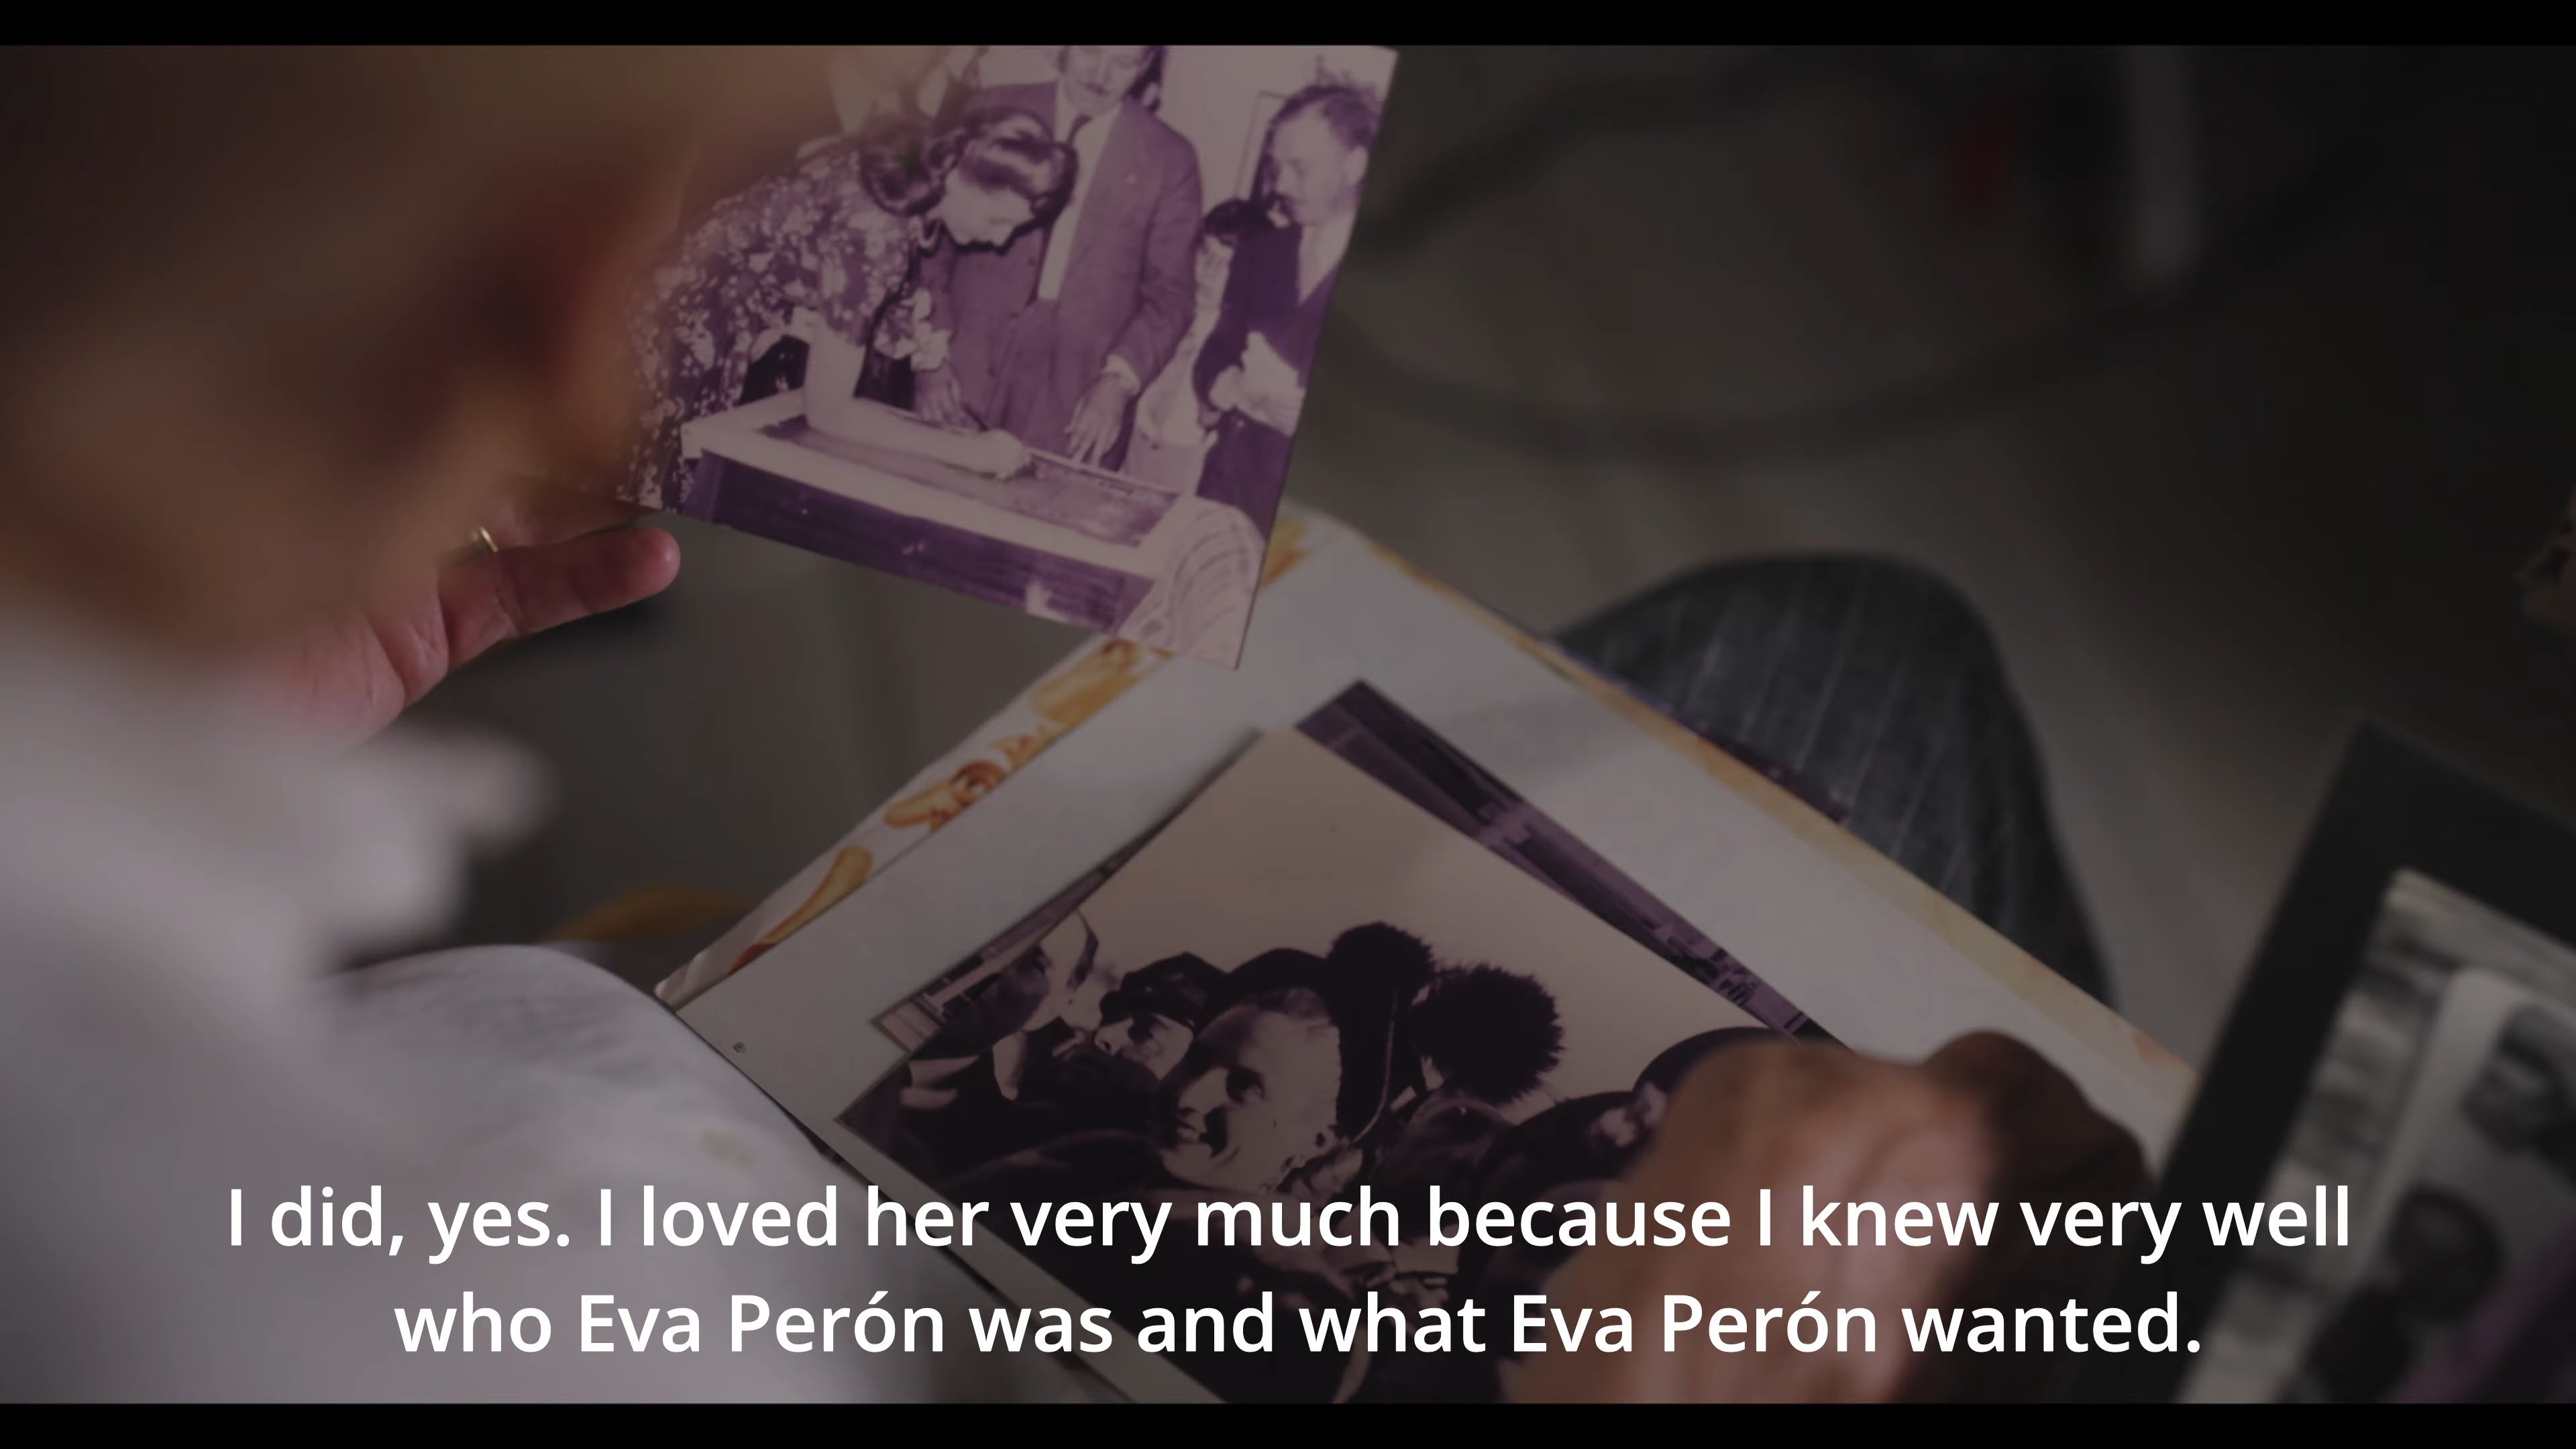 I did, yes. I loved her very much because I knew very well
who Eva Perón was and what Eva Perón wanted.